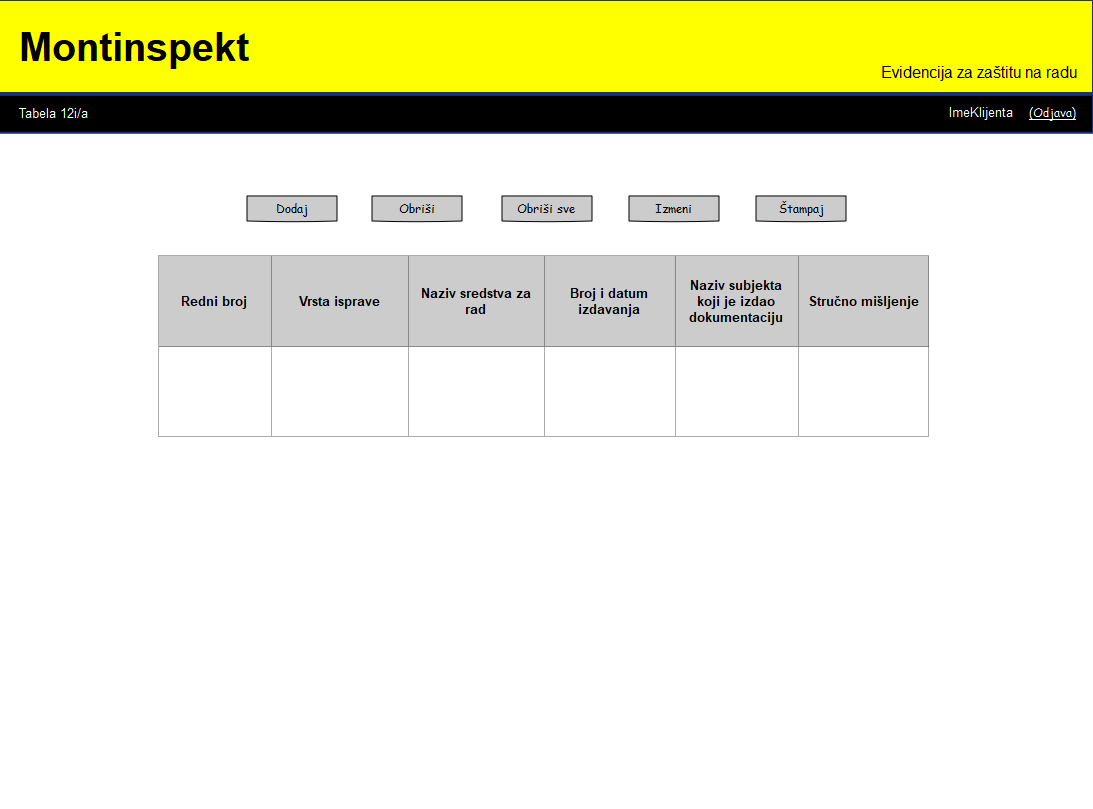 Montinspekt
Evidencija za zaštitu na radu
Tabela 12i/a
ImeKlijenta (Odjava)
Dodaj Obriši Obriši sve Izmeni Štampaj
Redni broj
Vrsta isprave
Naziv sredstva za
rad
Broj i datum
izdavanja
Naziv subjekta
koji je izdao
dokumentaciju
Stručno mišljenje